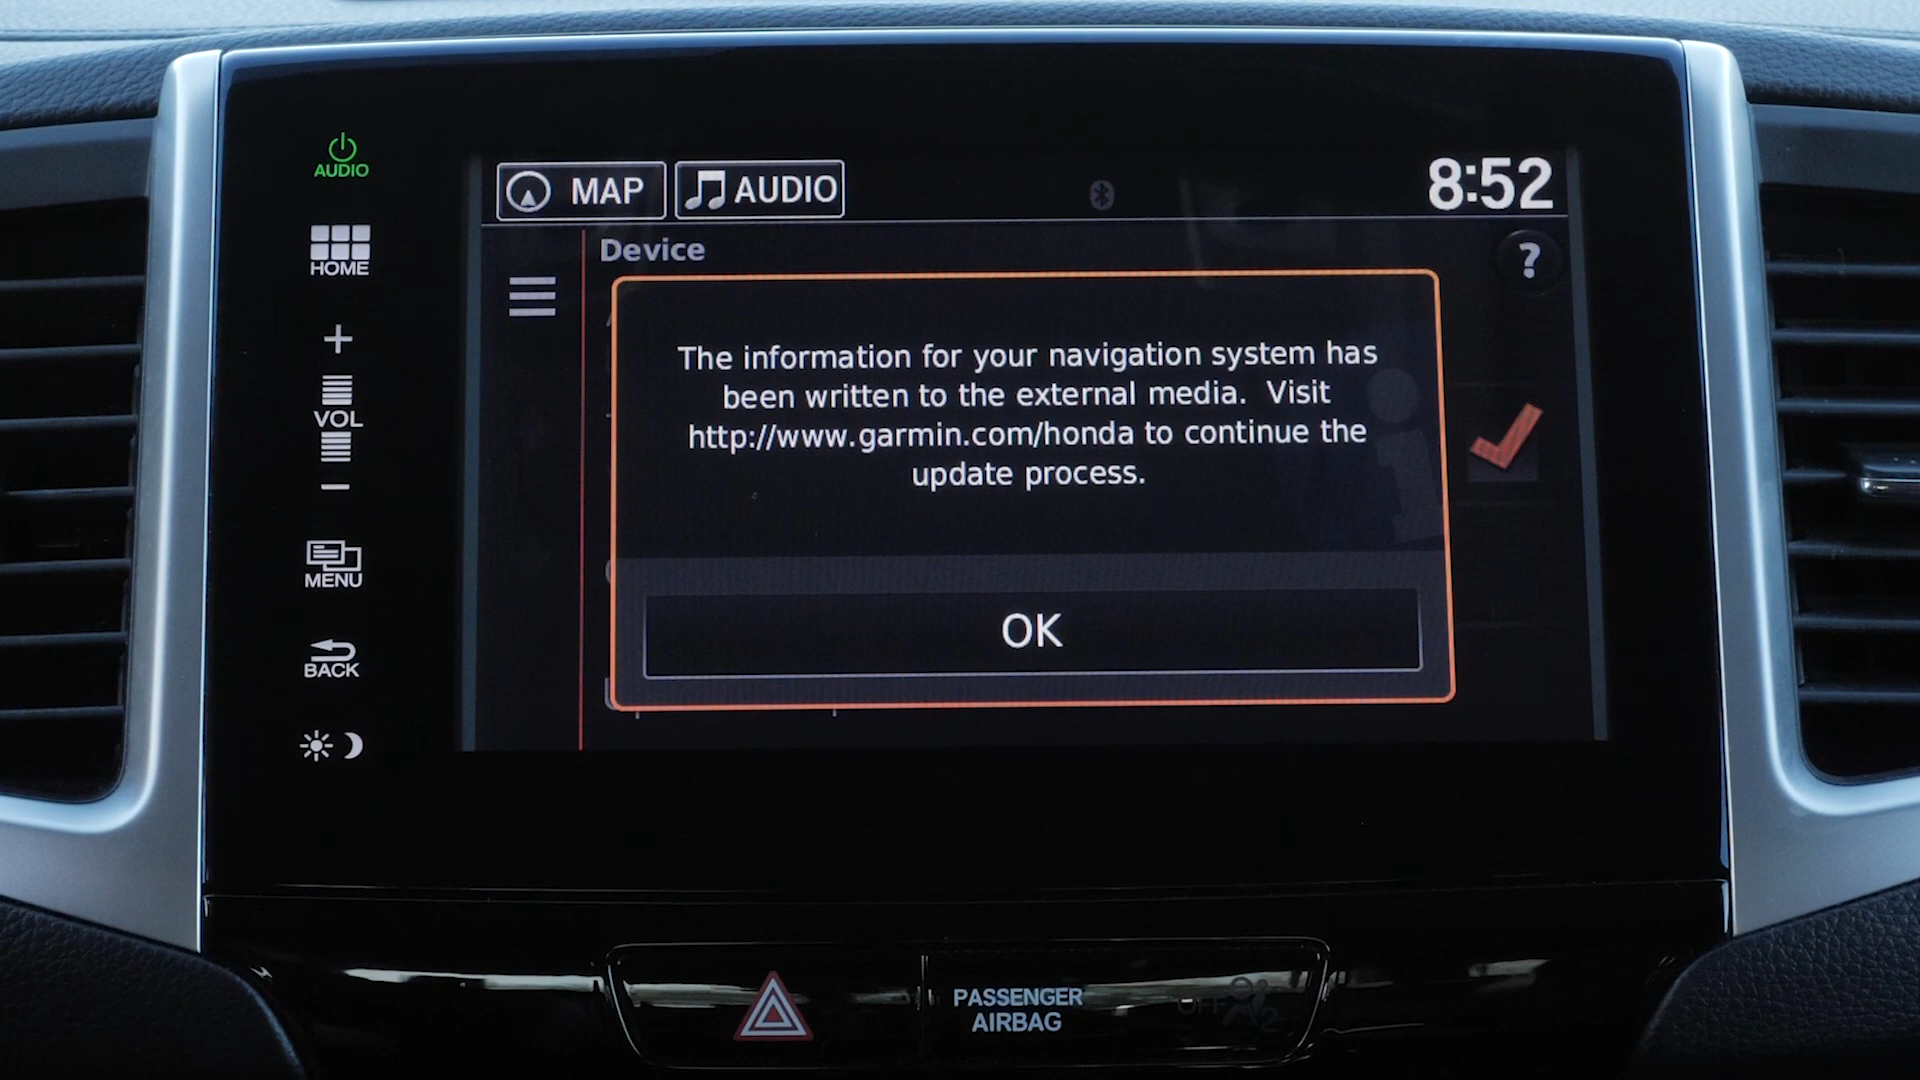 AUDIO
HOME
+
VOL
−
MENU
BACK
MAP
AUDIO
8:52
Device
?
The information for your navigation system has
been written to the external media.  Visit
http://www.garmin.com/honda to continue the
update process.
OK
PASSENGER
AIRBAG
OFF